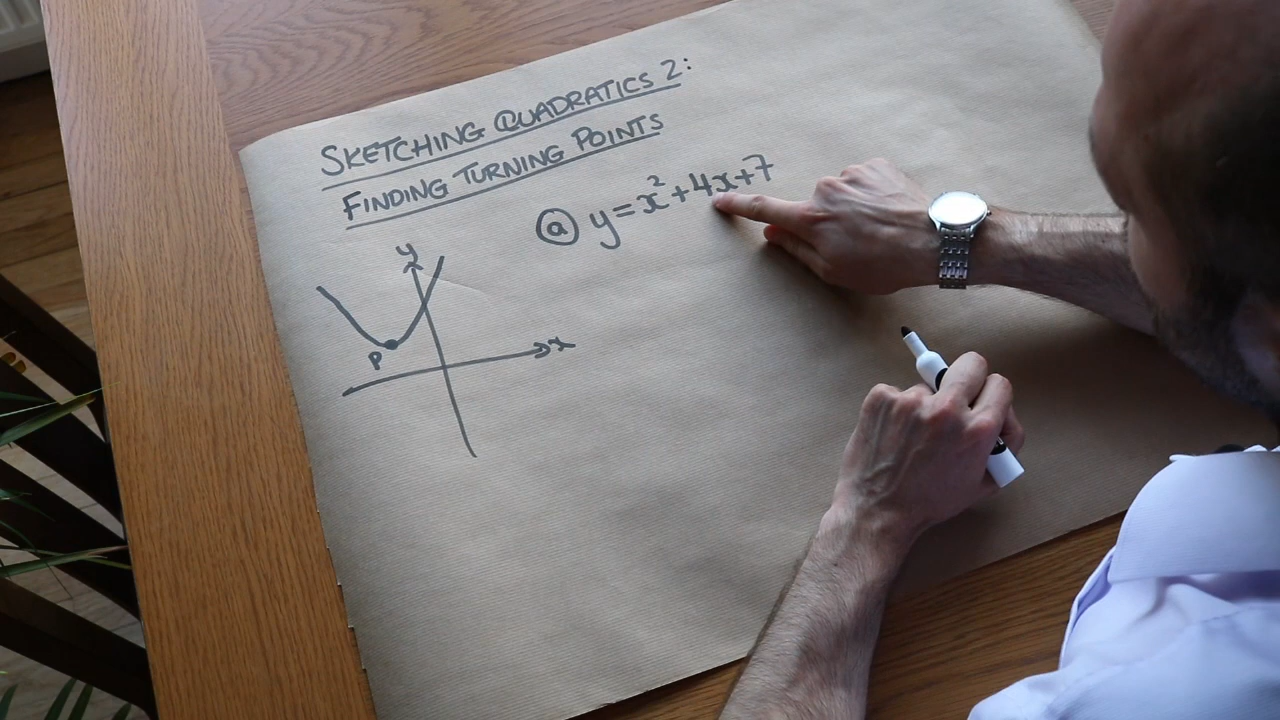 SKETCHING QUADRATICS 2:
FINDING TURNING POINTS
ⓐ y=x²+4x+7
y
x
P